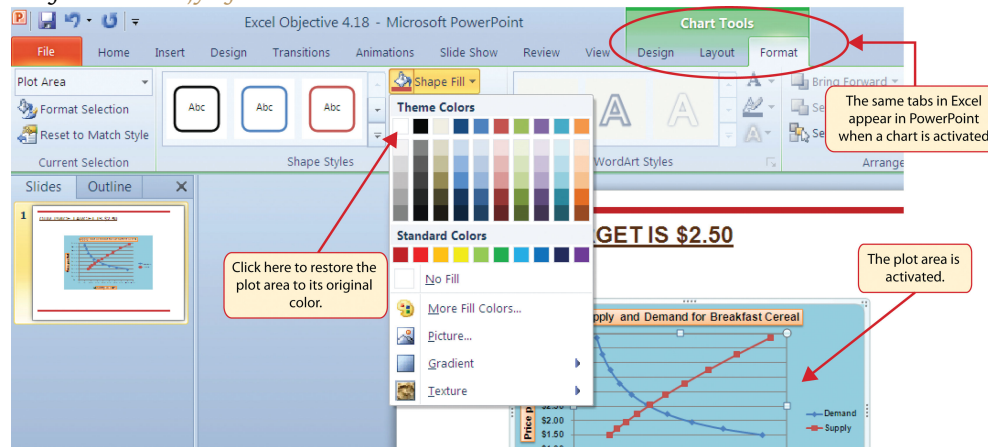 Excel Objective 4.18 - Microsoft PowerPoint
Chart Tools
File Home Insert Design Transitions Animations Slide Show Review View Design Layout Format
Plot Area
Format Selection
Reset to Match Style
Current Selection
Abc Abc Abc
Shape Styles
Shape Fill
Theme Colors
Standard Colors
No Fill
More Fill Colors...
Picture...
Gradient
Texture
WordArt Styles
Bring Forward
Se
Se
Arrange
The same tabs in Excel
appear in PowerPoint
when a chart is activated
Slides Outline
1
Click here to restore the
plot area to its original
color.
GET IS $2.50
The plot area is
activated.
pply and Demand for Breakfast Cereal
Price p
$2.50
$2.00
$1.50
Demand
Supply